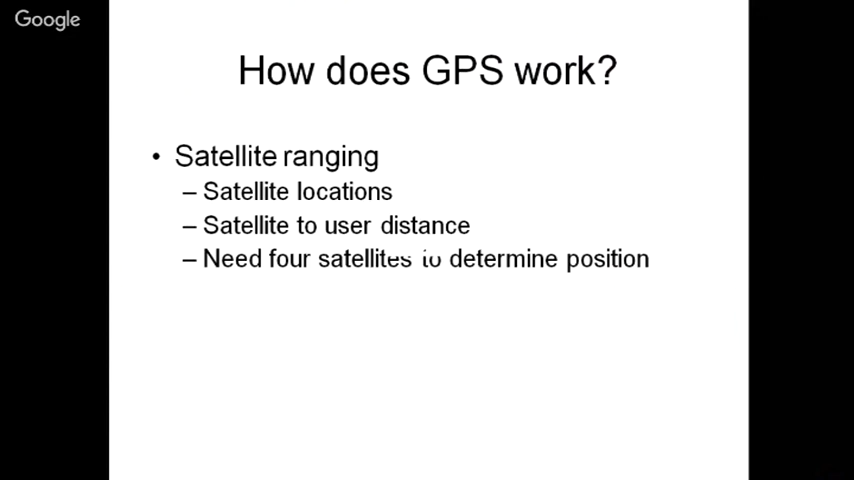 Google
How does GPS work?
• Satellite ranging
– Satellite locations
– Satellite to user distance
– Need four satellites to determine position